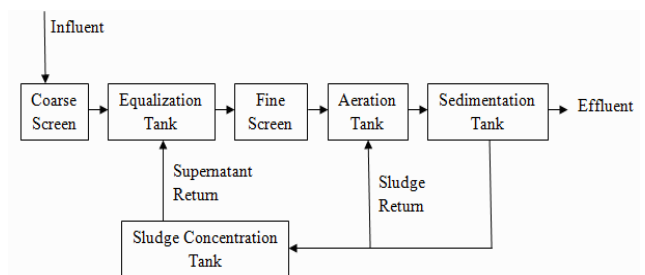 Influent
Coarse
Screen
Equalization
Tank
Fine
Screen
Aeration
Tank
Sedimentation
Tank
Effluent
Supernatant
Return
Sludge
Return
Sludge Concentration
Tank